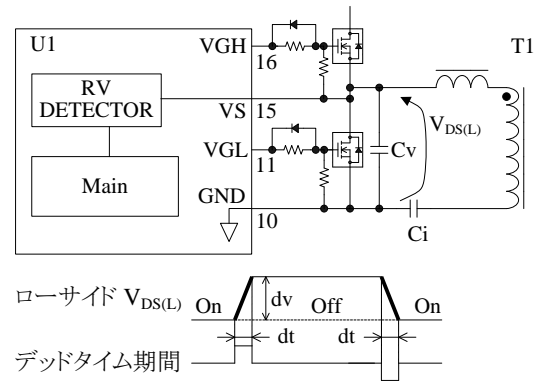 U1
VGH
16
T1
RV
DETECTOR
VS
15
VDS(L)
VGL
11
Cv
Main
GND
10
Ci
ローサイド VDS(L)
On
dv
Off
On
dt
dt
デッドタイム期間